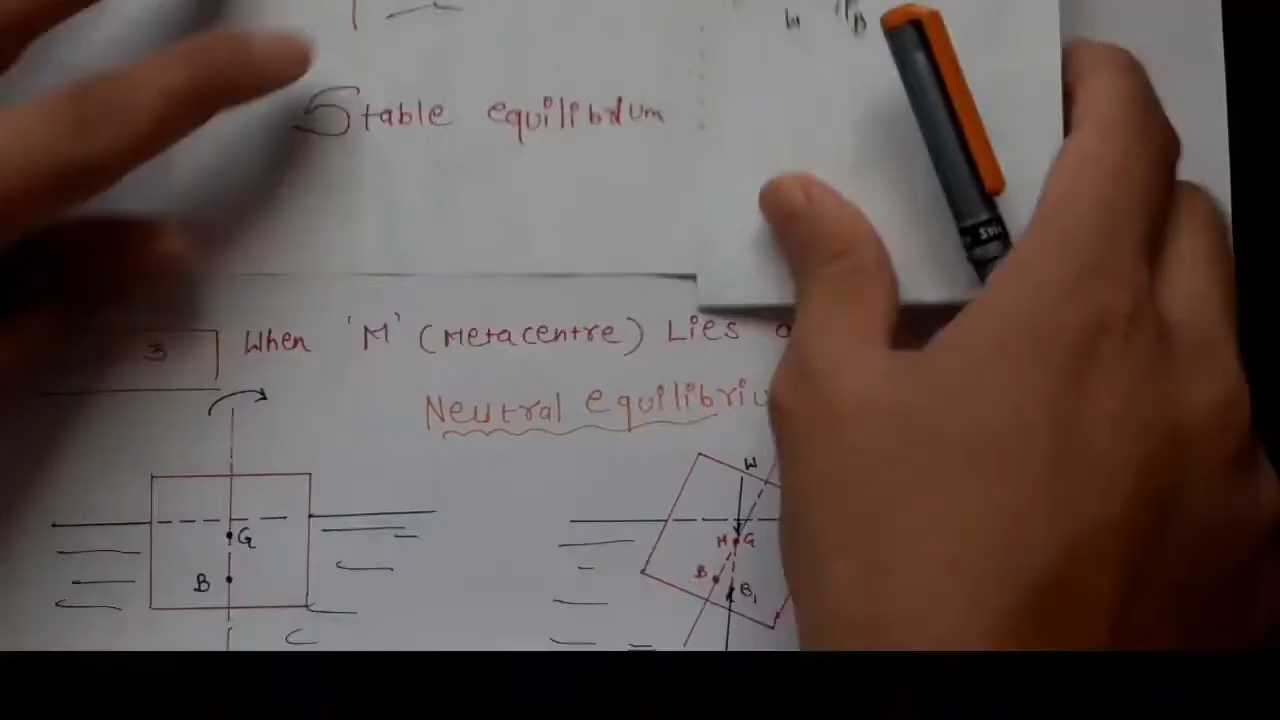 W B
Stable equilibrium
3 When 'M' (Metacentre) Lies
Neutral equilibriu
W
G
M G
B
B
B1